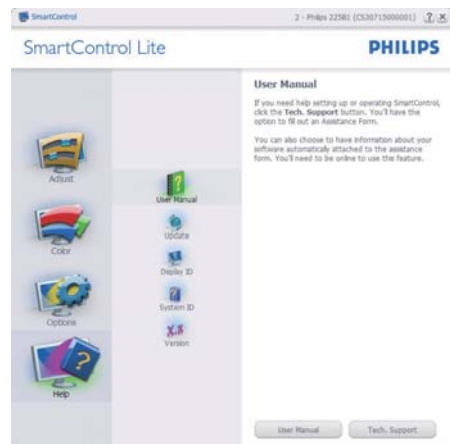 SmartControl
2 - Philips 225B1 (CS30715000001)
SmartControl Lite
PHILIPS
Adjust
Color
Options
Help
User Manual
Update
Display ID
System ID
Version
User Manual
If you need help setting up or operating SmartControl,
click the Tech. Support button. You'll have the
option to fill out an Assistance Form.
You can also choose to have information about your
software automatically attached to the assistance
form. You'll need to be online to use this feature.
User Manual
Tech. Support